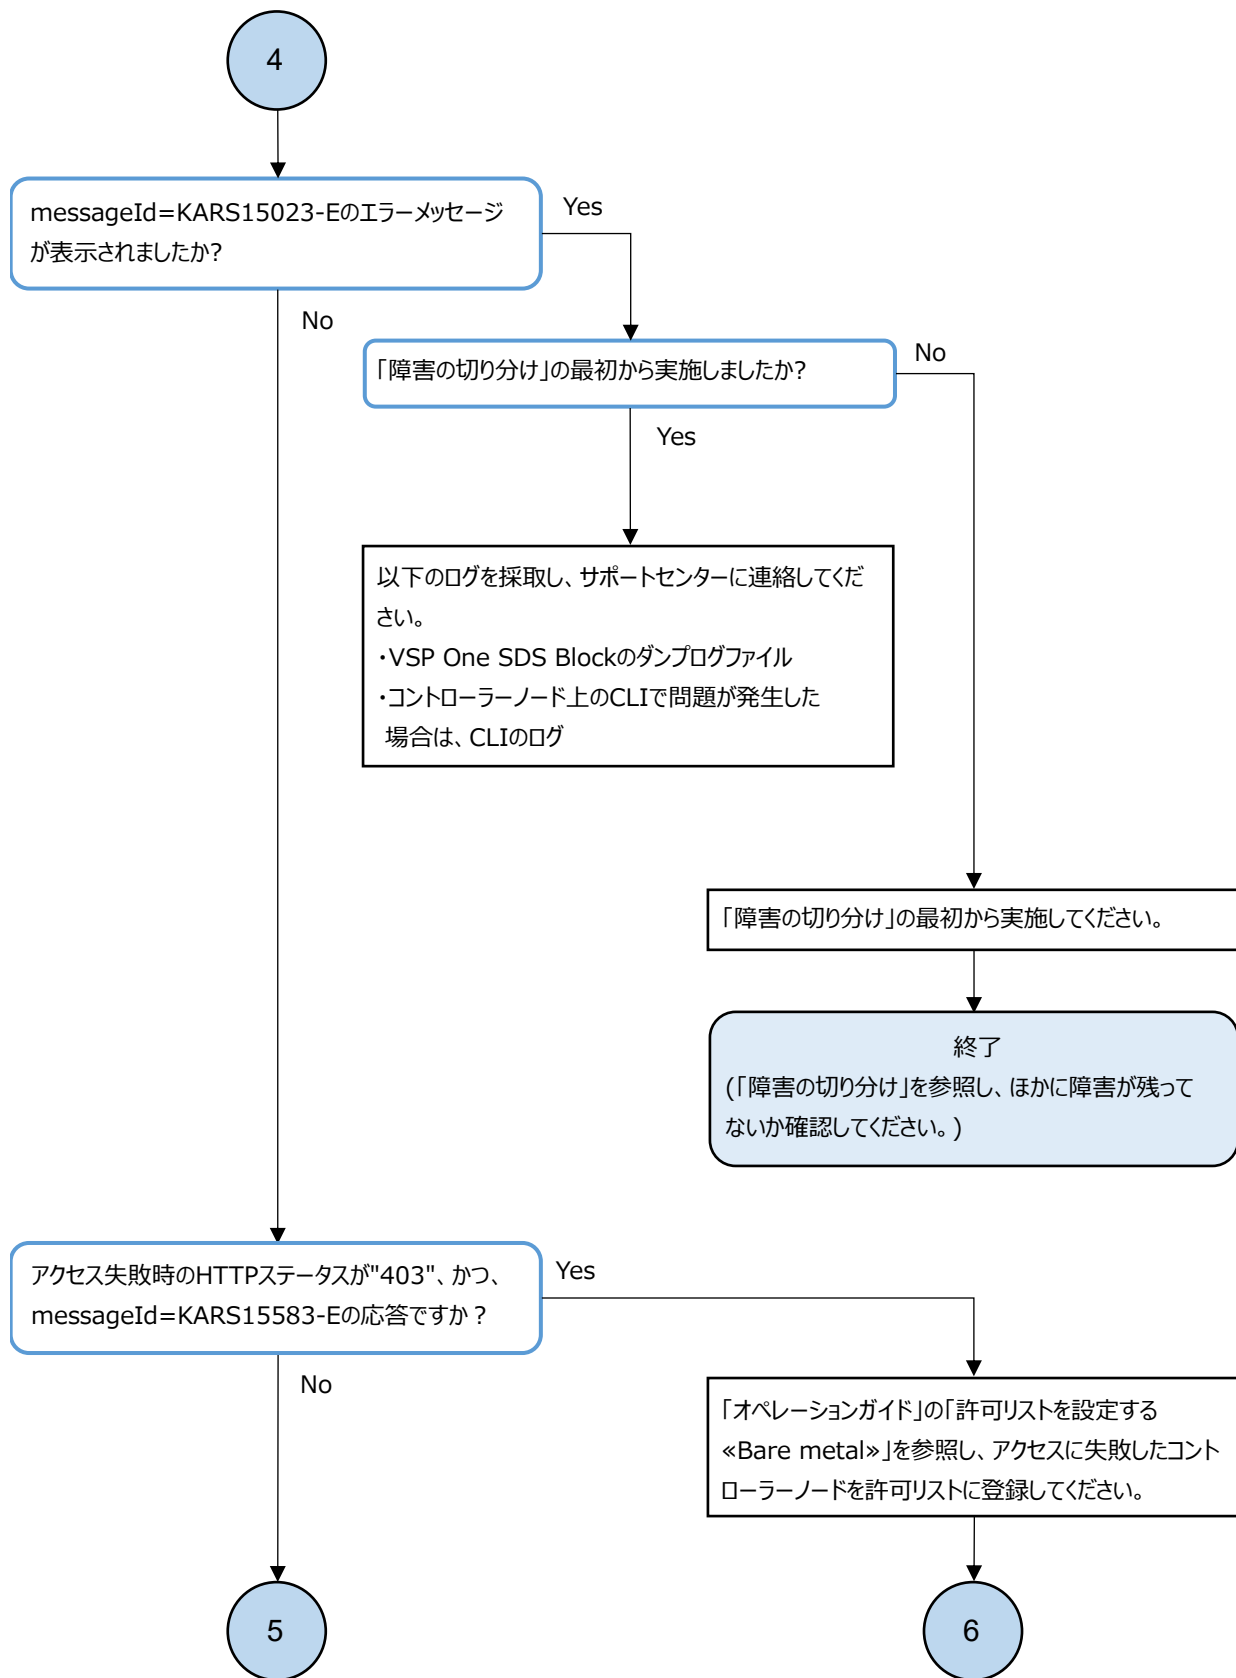 4
messageId=KARS15023-Eのエラーメッセージ
が表示されましたか?
Yes
No
「障害の切り分け」の最初から実施しましたか?
No
Yes
以下のログを採取し、サポートセンターに連絡してくだ
さい。
・VSP One SDS Blockのダンプログファイル
・コントローラーノード上のCLIで問題が発生した
場合は、CLIのログ
「障害の切り分け」の最初から実施してください。
終了
(「障害の切り分け」を参照し、ほかに障害が残って
ないか確認してください。)
アクセス失敗時のHTTPステータスが"403"、かつ、
messageId=KARS15583-Eの応答ですか？
Yes
No
「オペレーションガイド」の「許可リストを設定する
«Bare metal»」を参照し、アクセスに失敗したコント
ローラーノードを許可リストに登録してください。
5
6